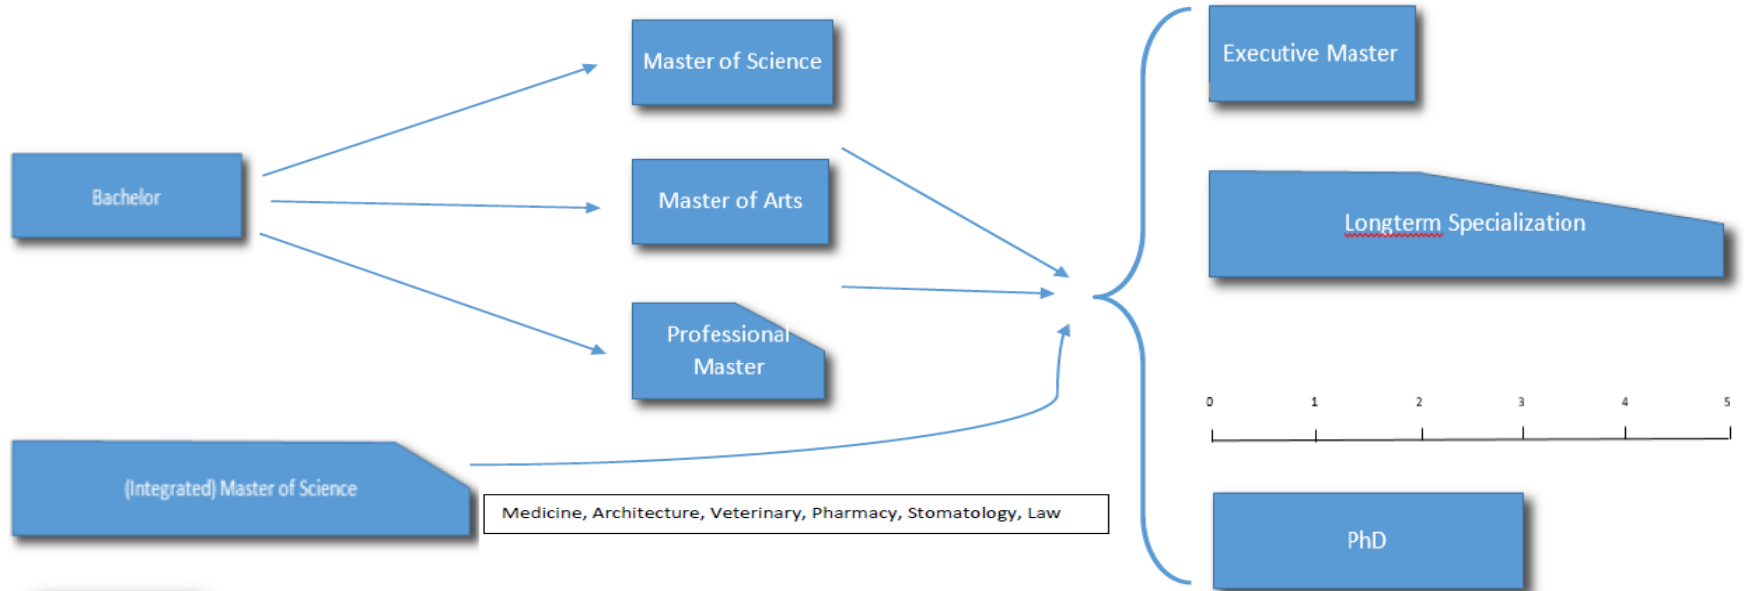 Bachelor
Master of Science
Master of Arts
Professional
Master
(Integrated) Master of Science
Medicine, Architecture, Veterinary, Pharmacy, Stomatology, Law
Executive Master
Longterm Specialization
0 1 2 3 4 5
PhD